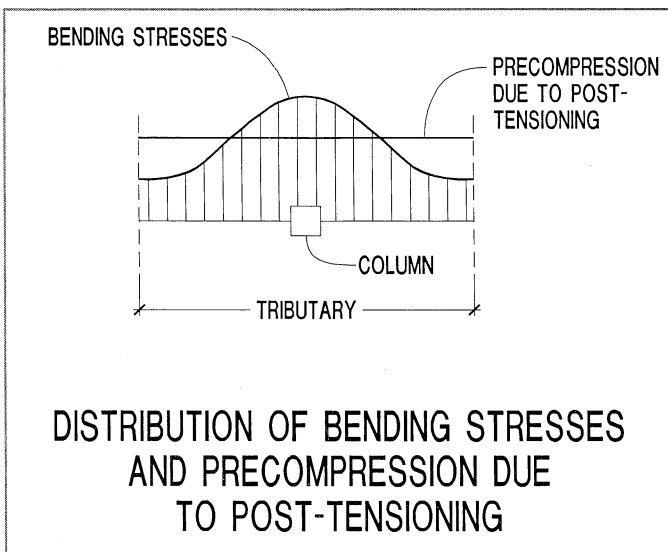 BENDING STRESSES
PRECOMPRESSION
DUE TO POST-
TENSIONING
COLUMN
TRIBUTARY
DISTRIBUTION OF BENDING STRESSES
AND PRECOMPRESSION DUE
TO POST-TENSIONING